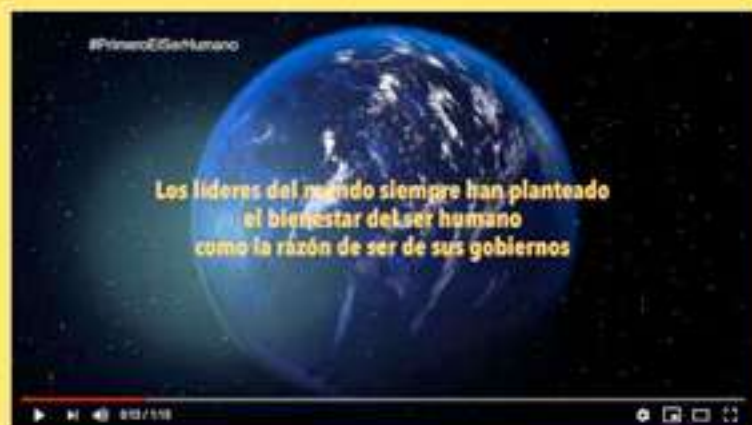 #PrimeroElSerHumano
Los líderes del mundo siempre han planteado
el bienestar del ser humano
como la razón de ser de sus gobiernos